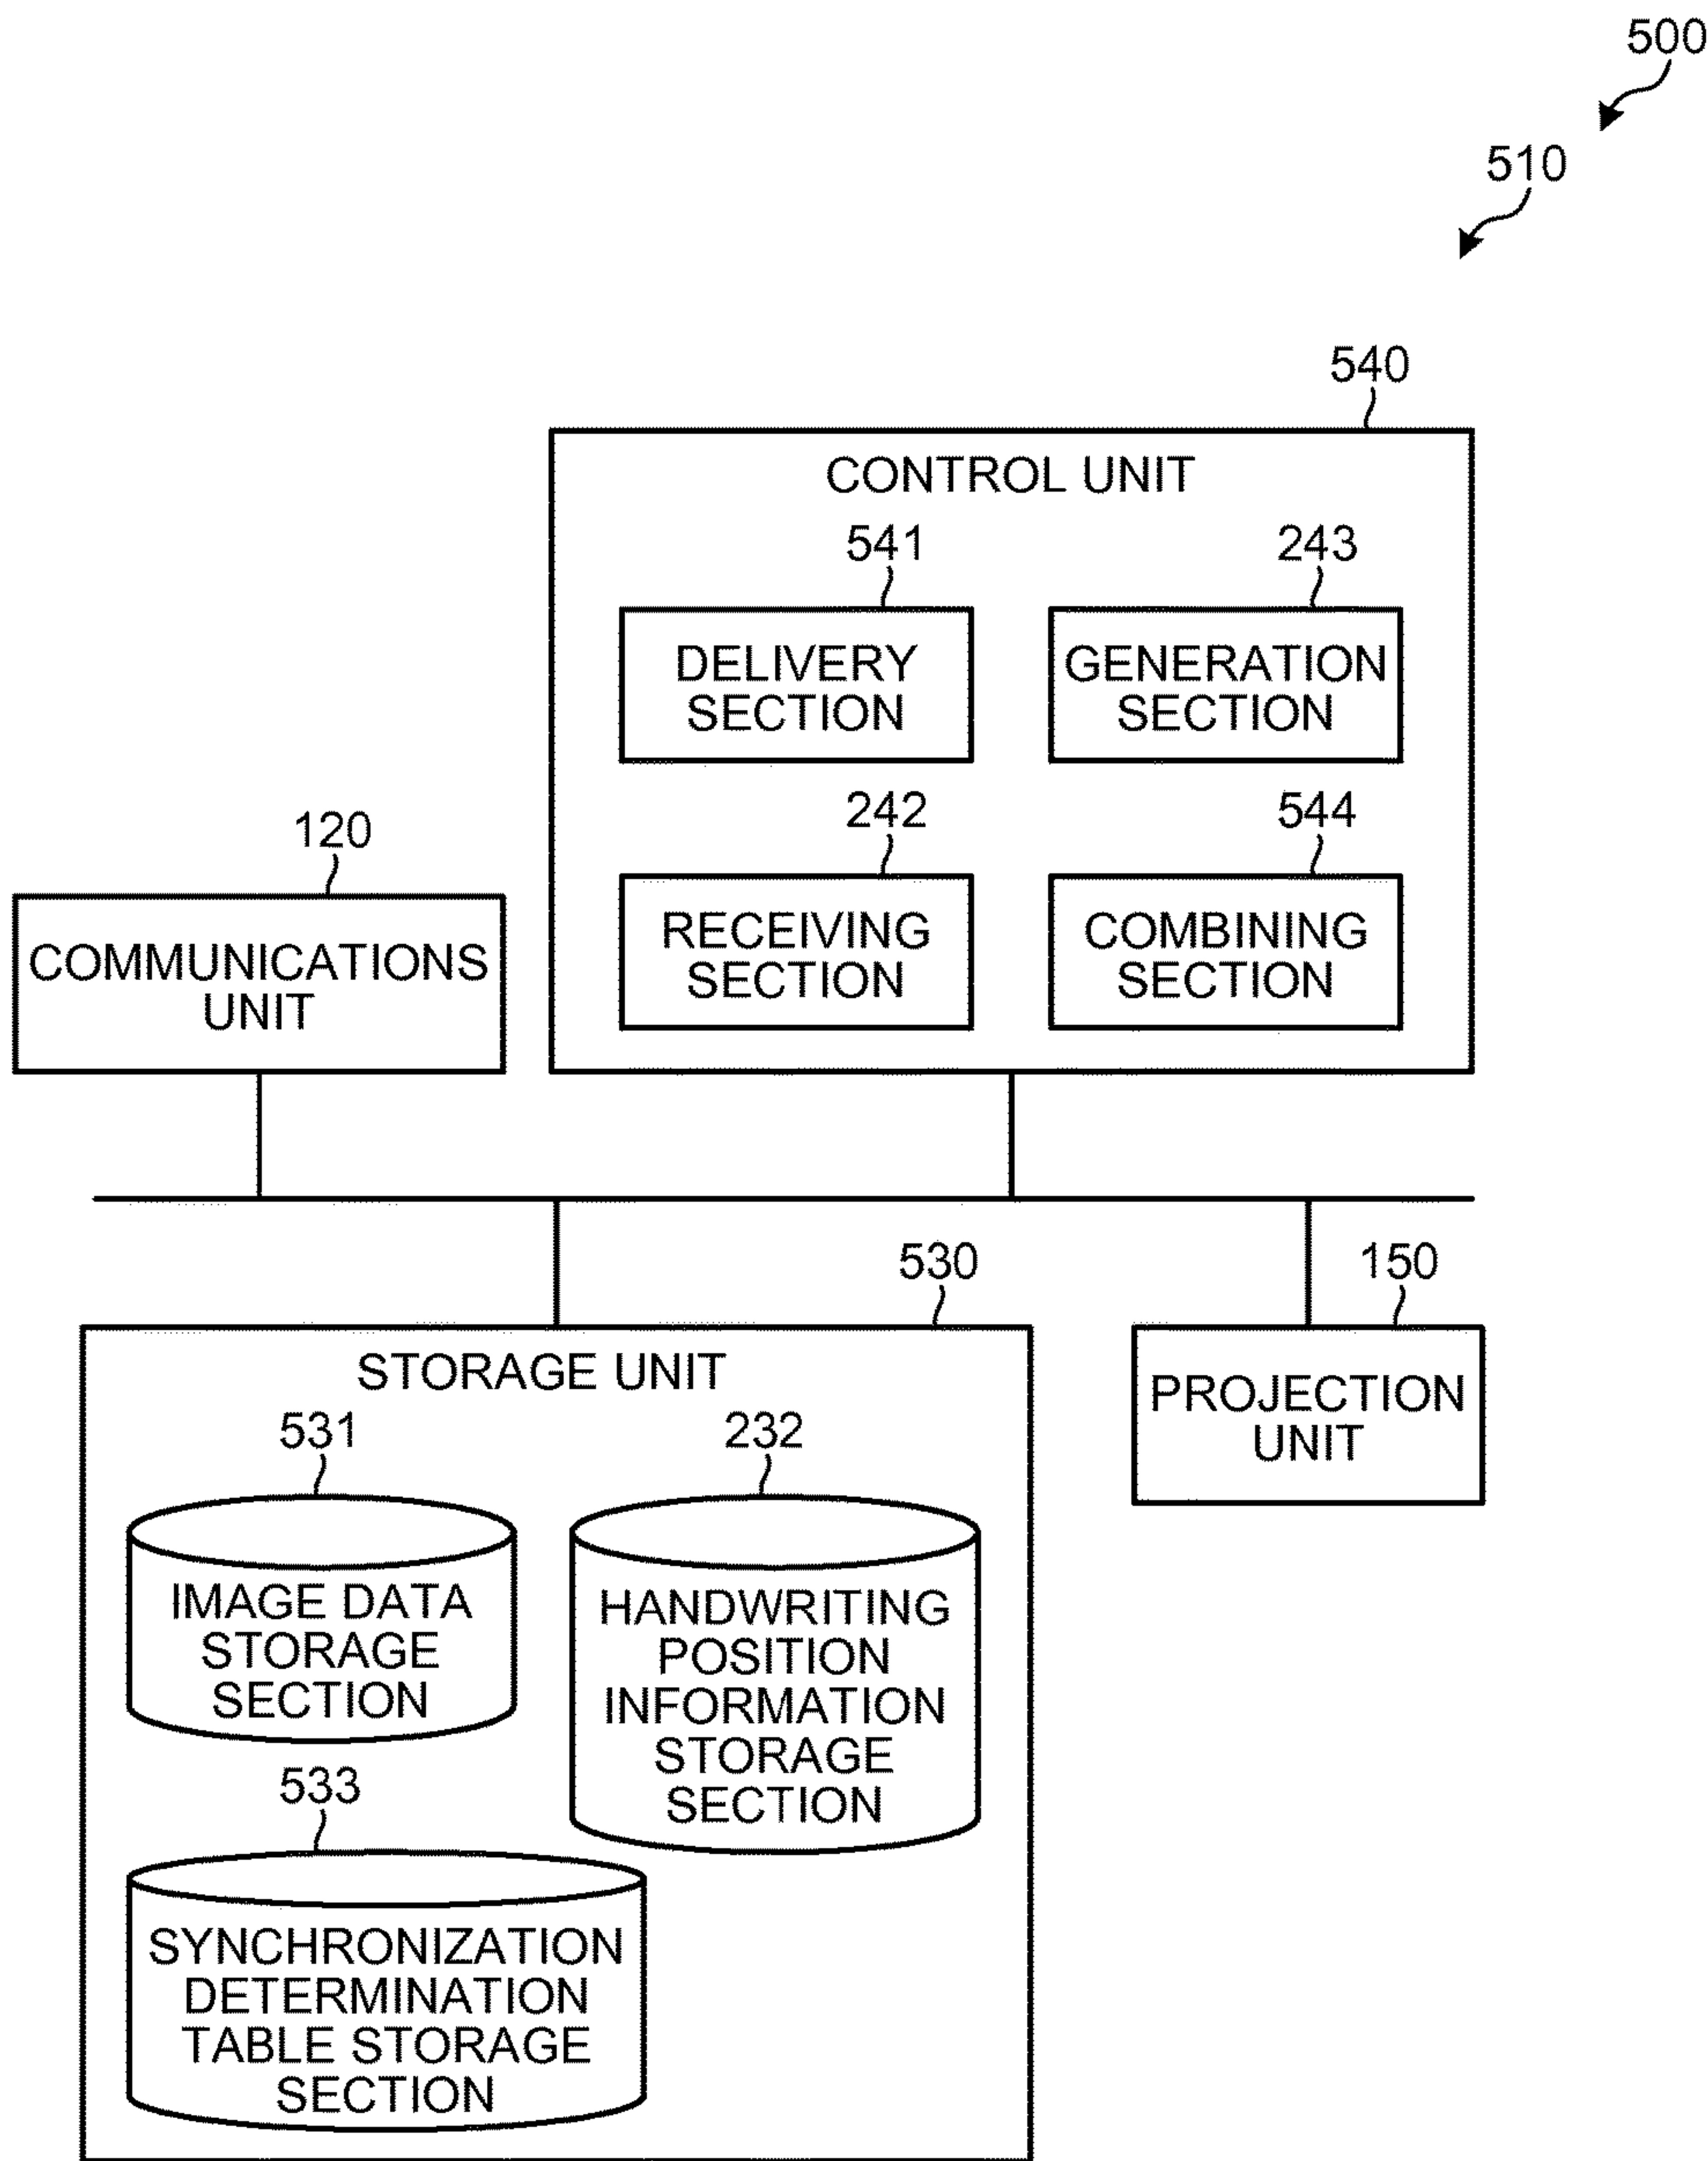 500
510
540
CONTROL UNIT
541
243
DELIVERY
SECTION
GENERATION
SECTION
242
544
RECEIVING
SECTION
COMBINING
SECTION
120
COMMUNICATIONS
UNIT
530
150
STORAGE UNIT
PROJECTION
UNIT
531
232
IMAGE DATA
STORAGE
SECTION
HANDWRITING
POSITION
INFORMATION
STORAGE
SECTION
533
SYNCHRONIZATION
DETERMINATION
TABLE STORAGE
SECTION